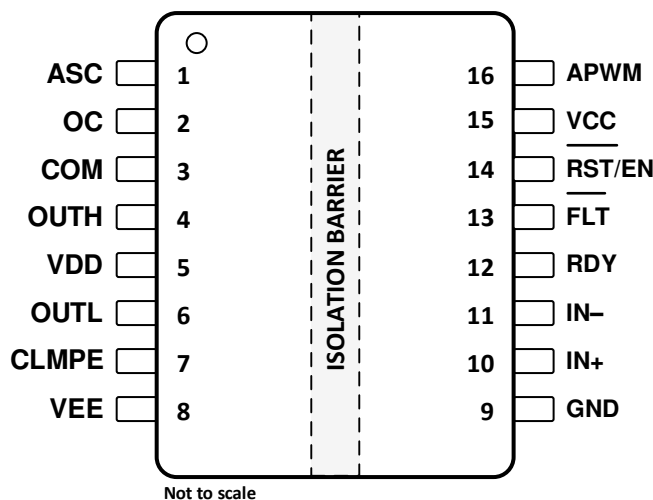 ASC 1 16 APWM
OC 2 15 VCC
COM 3 14 RST/EN
OUTH 4 13 FLT
VDD 5 12 RDY
OUTL 6 11 IN–
CLMPE 7 10 IN+
VEE 8 9 GND
ISOLATION BARRIER
Not to scale